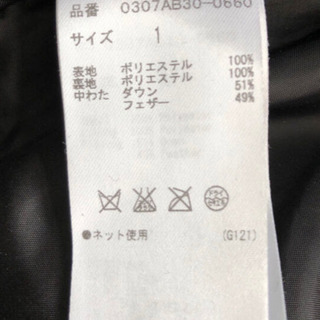 品番 0307AB30-0660
サイズ 1
表地 ポリエステル 100%
裏地 ポリエステル 100%
中わた ダウン 51%
フェザー 49%
●ネット使用 (G121)